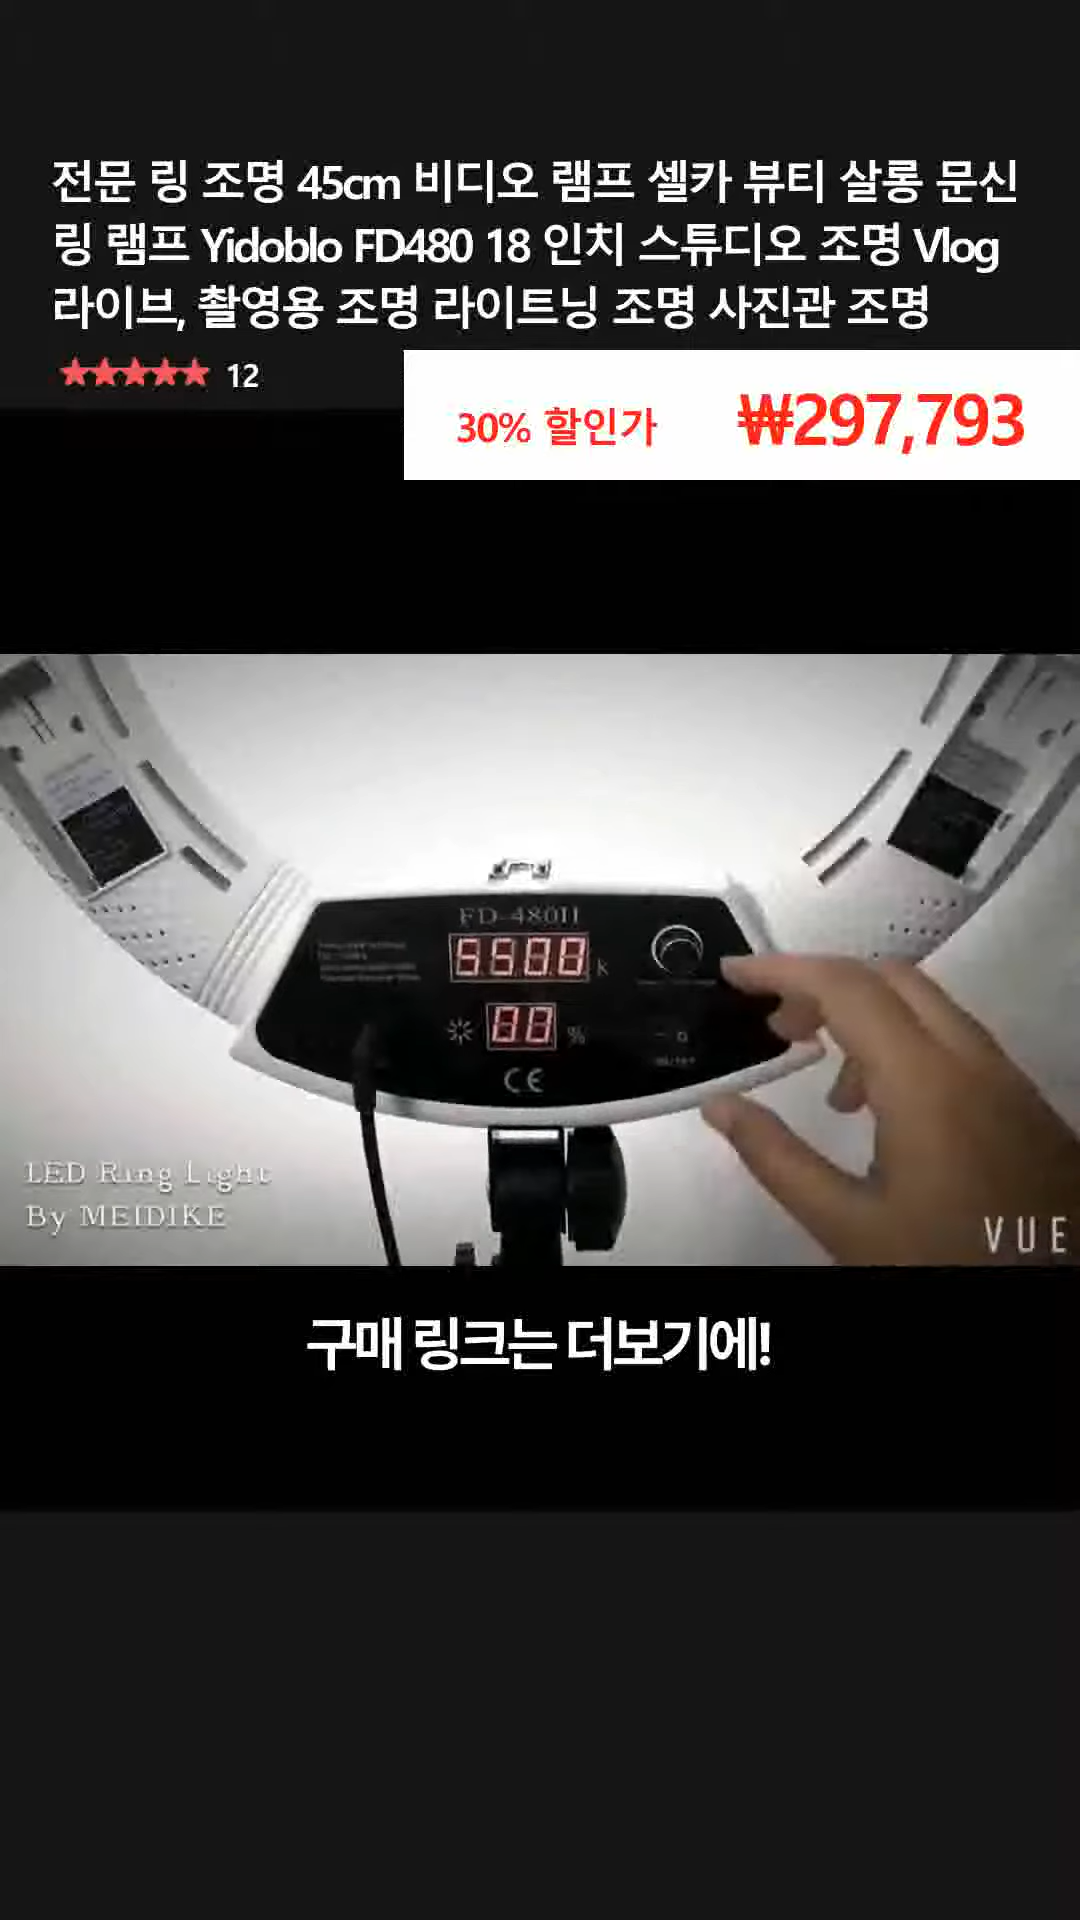 전문 링 조명 45cm 비디오 램프 셀카 뷰티 살롱 문신
링 램프 Yidoblo FD480 18 인치 스튜디오 조명 Vlog
라이브, 촬영용 조명 라이트닝 조명 사진관 조명
★★★★★ 12
30% 할인가 ₩297,793
FD-480II
5500 K
%
CE
LED Ring Light
By MEIDIKE
VUE
구매 링크는 더보기에!